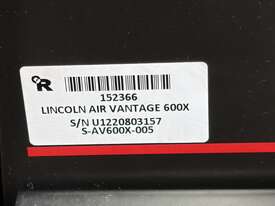 R
152366
LINCOLN AIR VANTAGE 600X
S/N U1220803157
S-AV600X-005